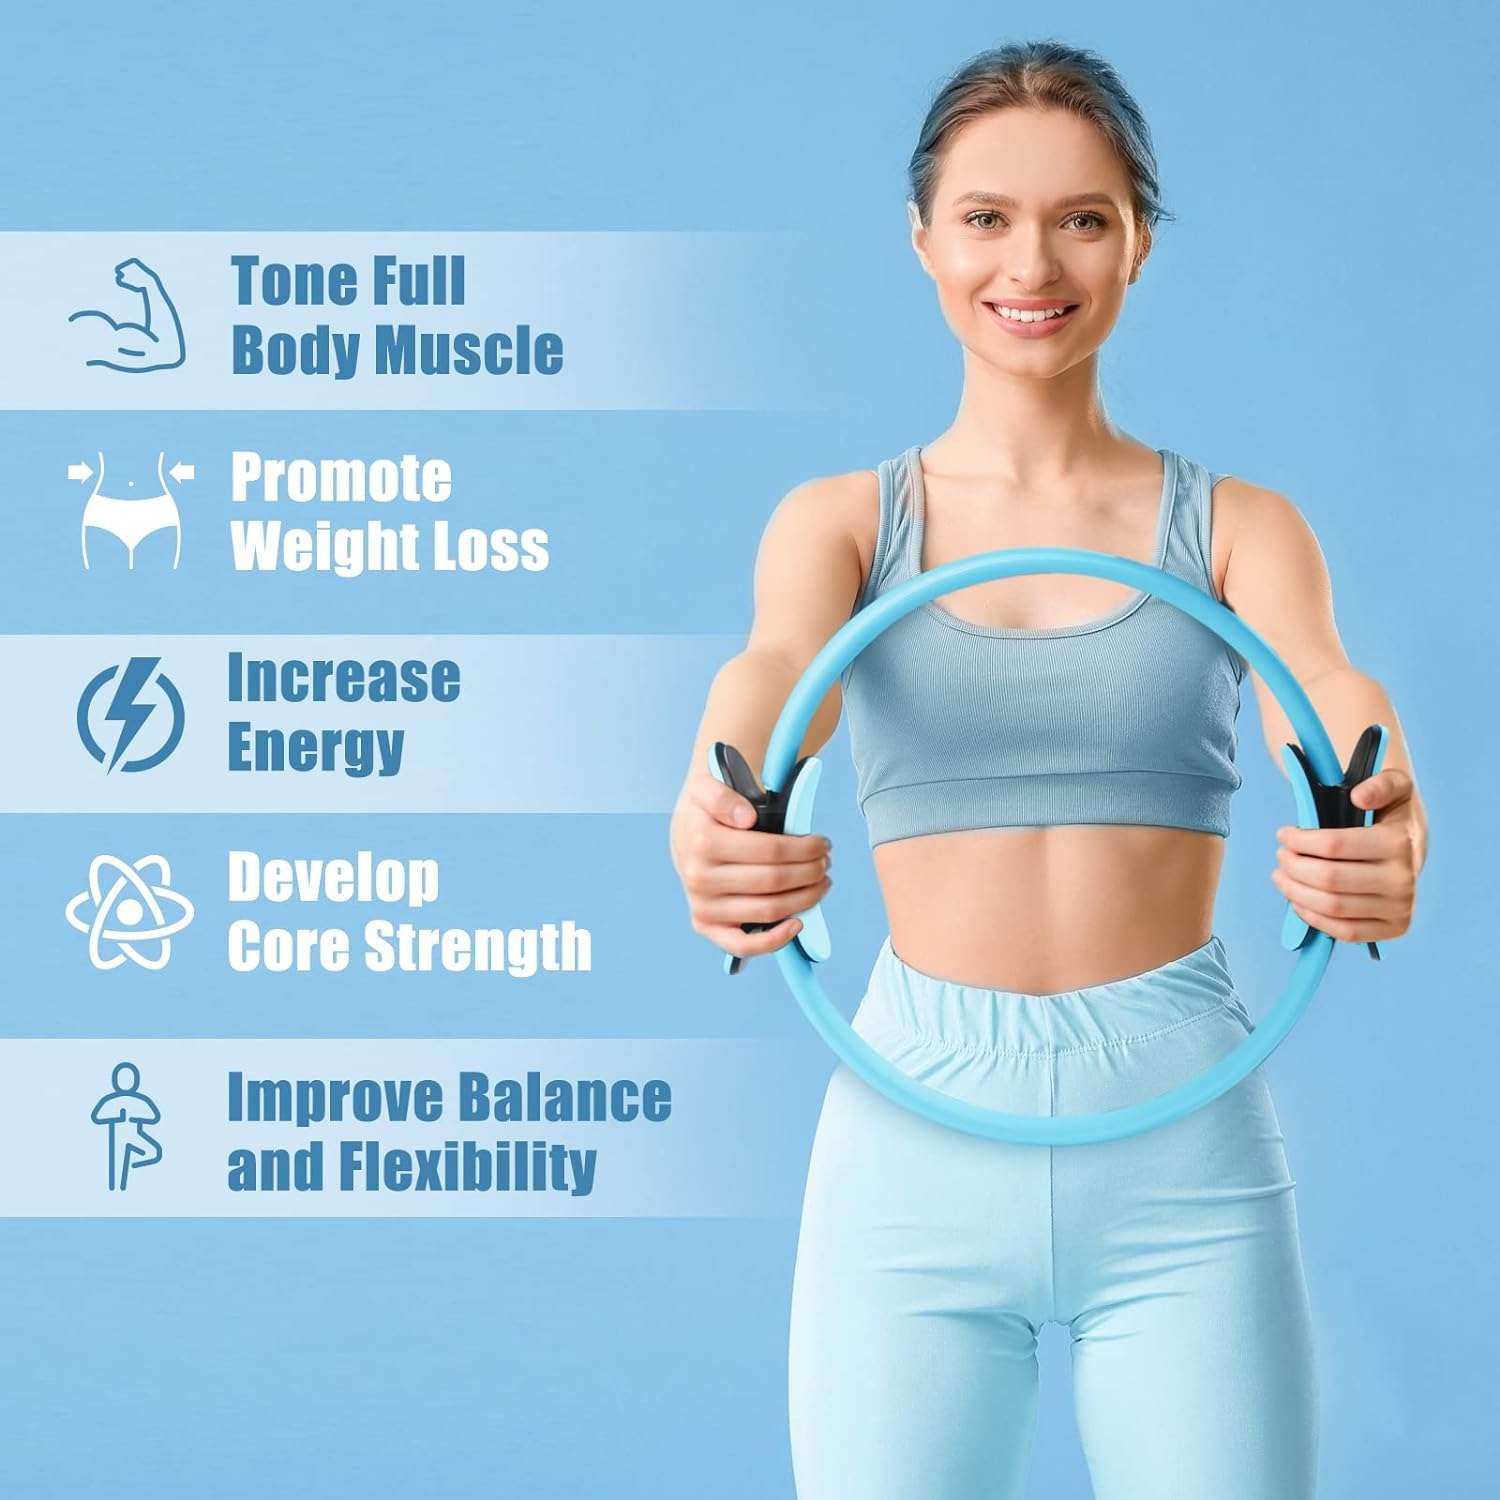 Tone Full
Body Muscle
Promote
Weight Loss
Increase
Energy
Develop
Core Strength
Improve Balance
and Flexibility